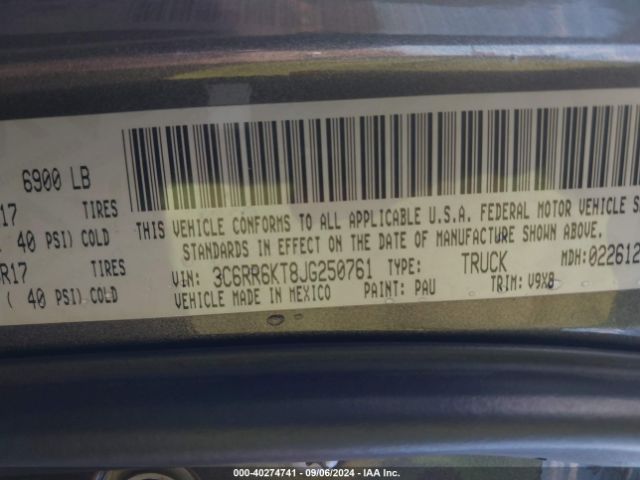 6900 LB
R17 TIRES
40 PSI) COLD
R17 TIRES
( 40 PSI) COLD
THIS VEHICLE CONFORMS TO ALL APPLICABLE U.S.A. FEDERAL MOTOR VEHICLE
STANDARDS IN EFFECT ON THE DATE OF MANUFACTURE SHOWN ABOVE.
VIN: 3C6RR6KT8JG250761 TYPE: TRUCK MDH:022612
VEHICLE MADE IN MEXICO PAINT: PAU TRIM: V9X8
000-40274741 - 09/06/2024 - IAA, Inc.